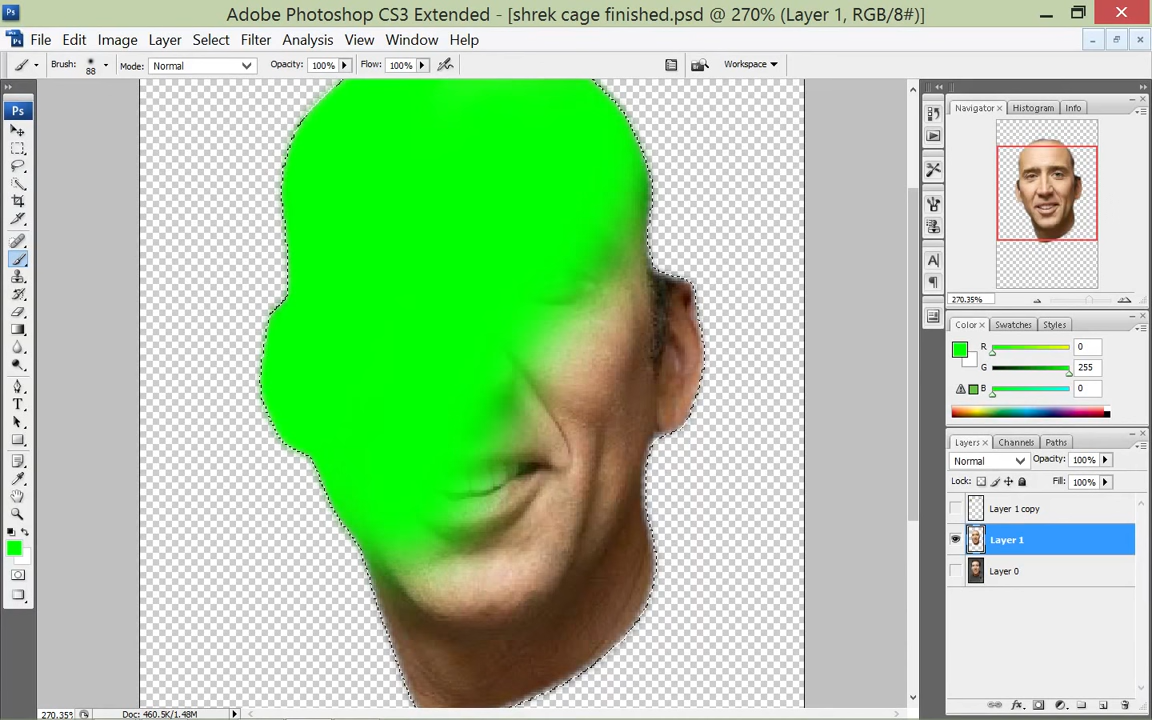 Adobe Photoshop CS3 Extended - [shrek cage finished.psd @ 270% (Layer 1, RGB/8#)]
Ps File Edit Image Layer Select Filter Analysis View Window Help
Brush: 88 Mode: Normal Opacity: 100% Flow: 100% Workspace
Ps
T
Navigator Histogram Info
270.35%
A
Color Swatches Styles
R 0
G 255
B 0
Layers Channels Paths
Normal Opacity: 100%
Lock: Fill: 100%
Layer 1 copy
Layer 1
Layer 0
270.35% Doc: 460.5K/1.48M